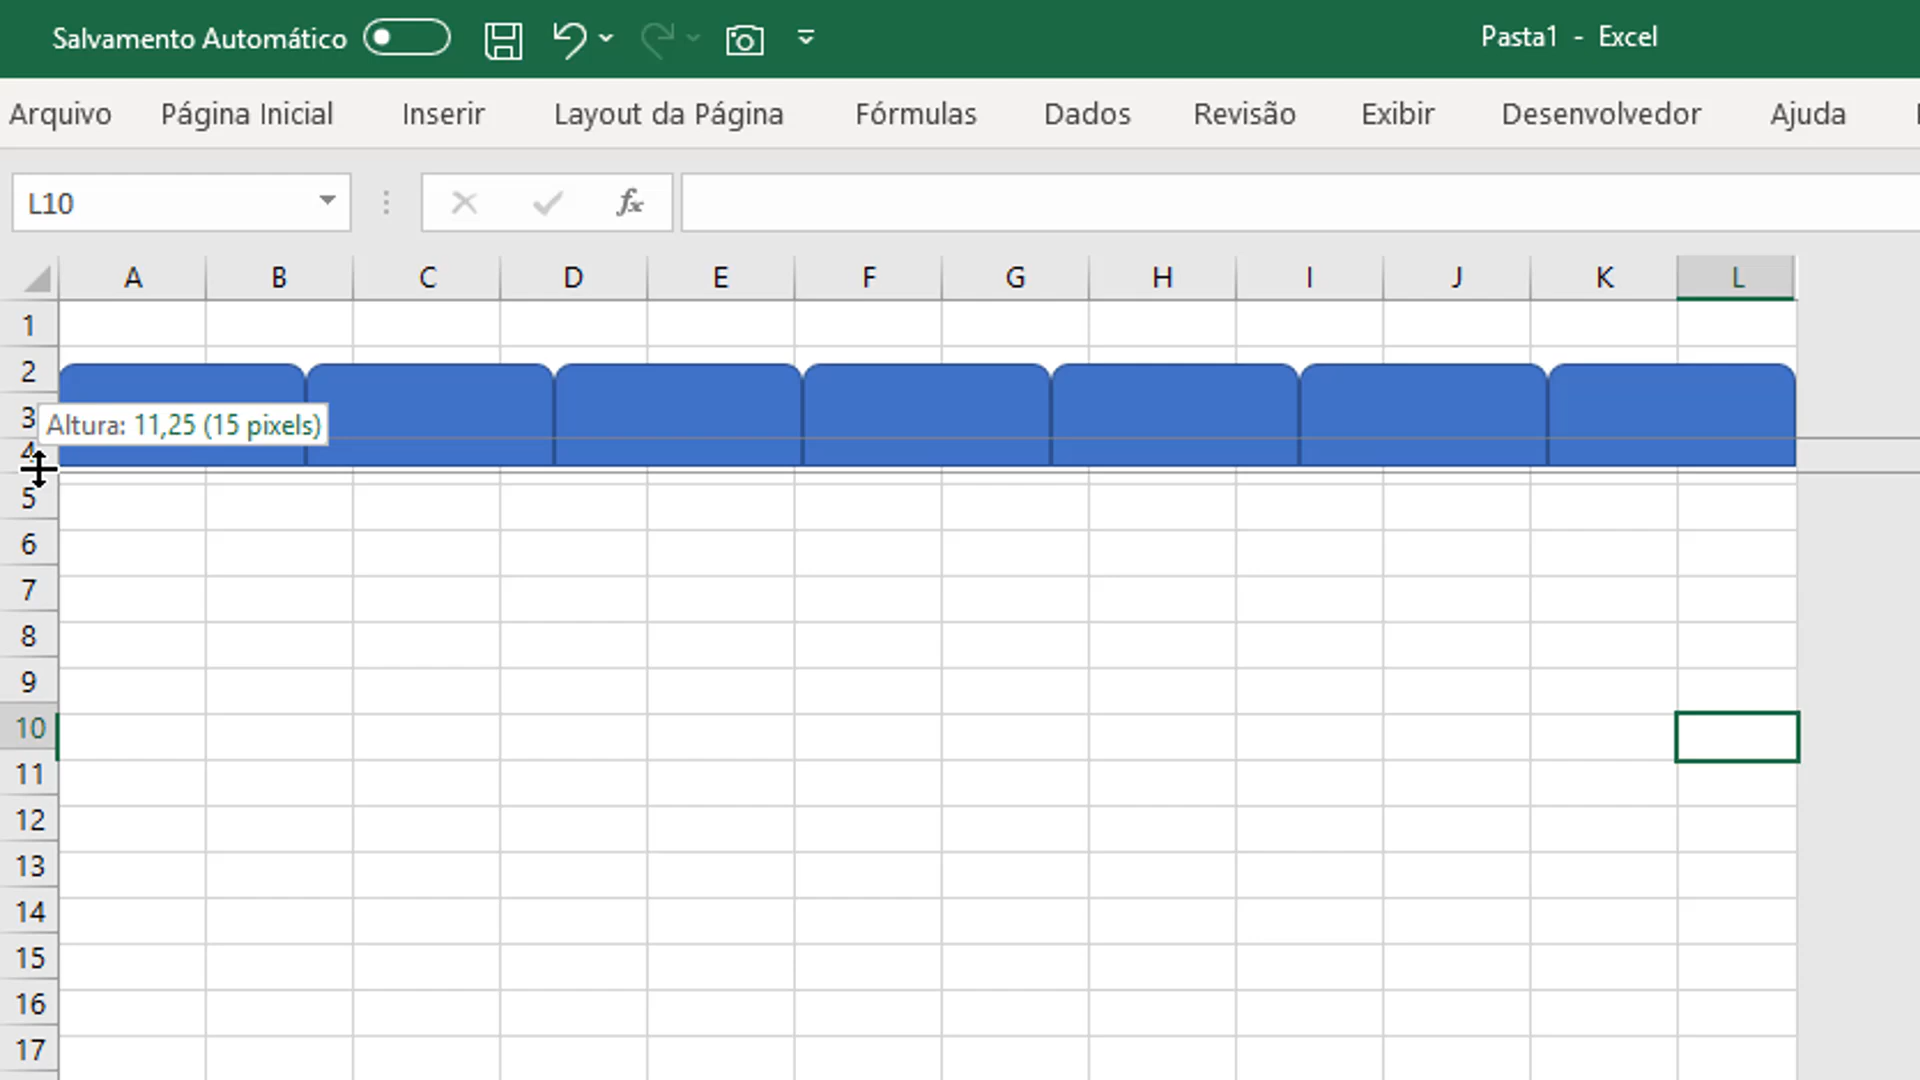 Salvamento Automático
Pasta1 - Excel
Arquivo Página Inicial Inserir Layout da Página Fórmulas Dados Revisão Exibir Desenvolvedor Ajuda
L10 fx
A B C D E F G H I J K L
1
2
3
Altura: 11,25 (15 pixels)
4
5
6
7
8
9
10
11
12
13
14
15
16
17